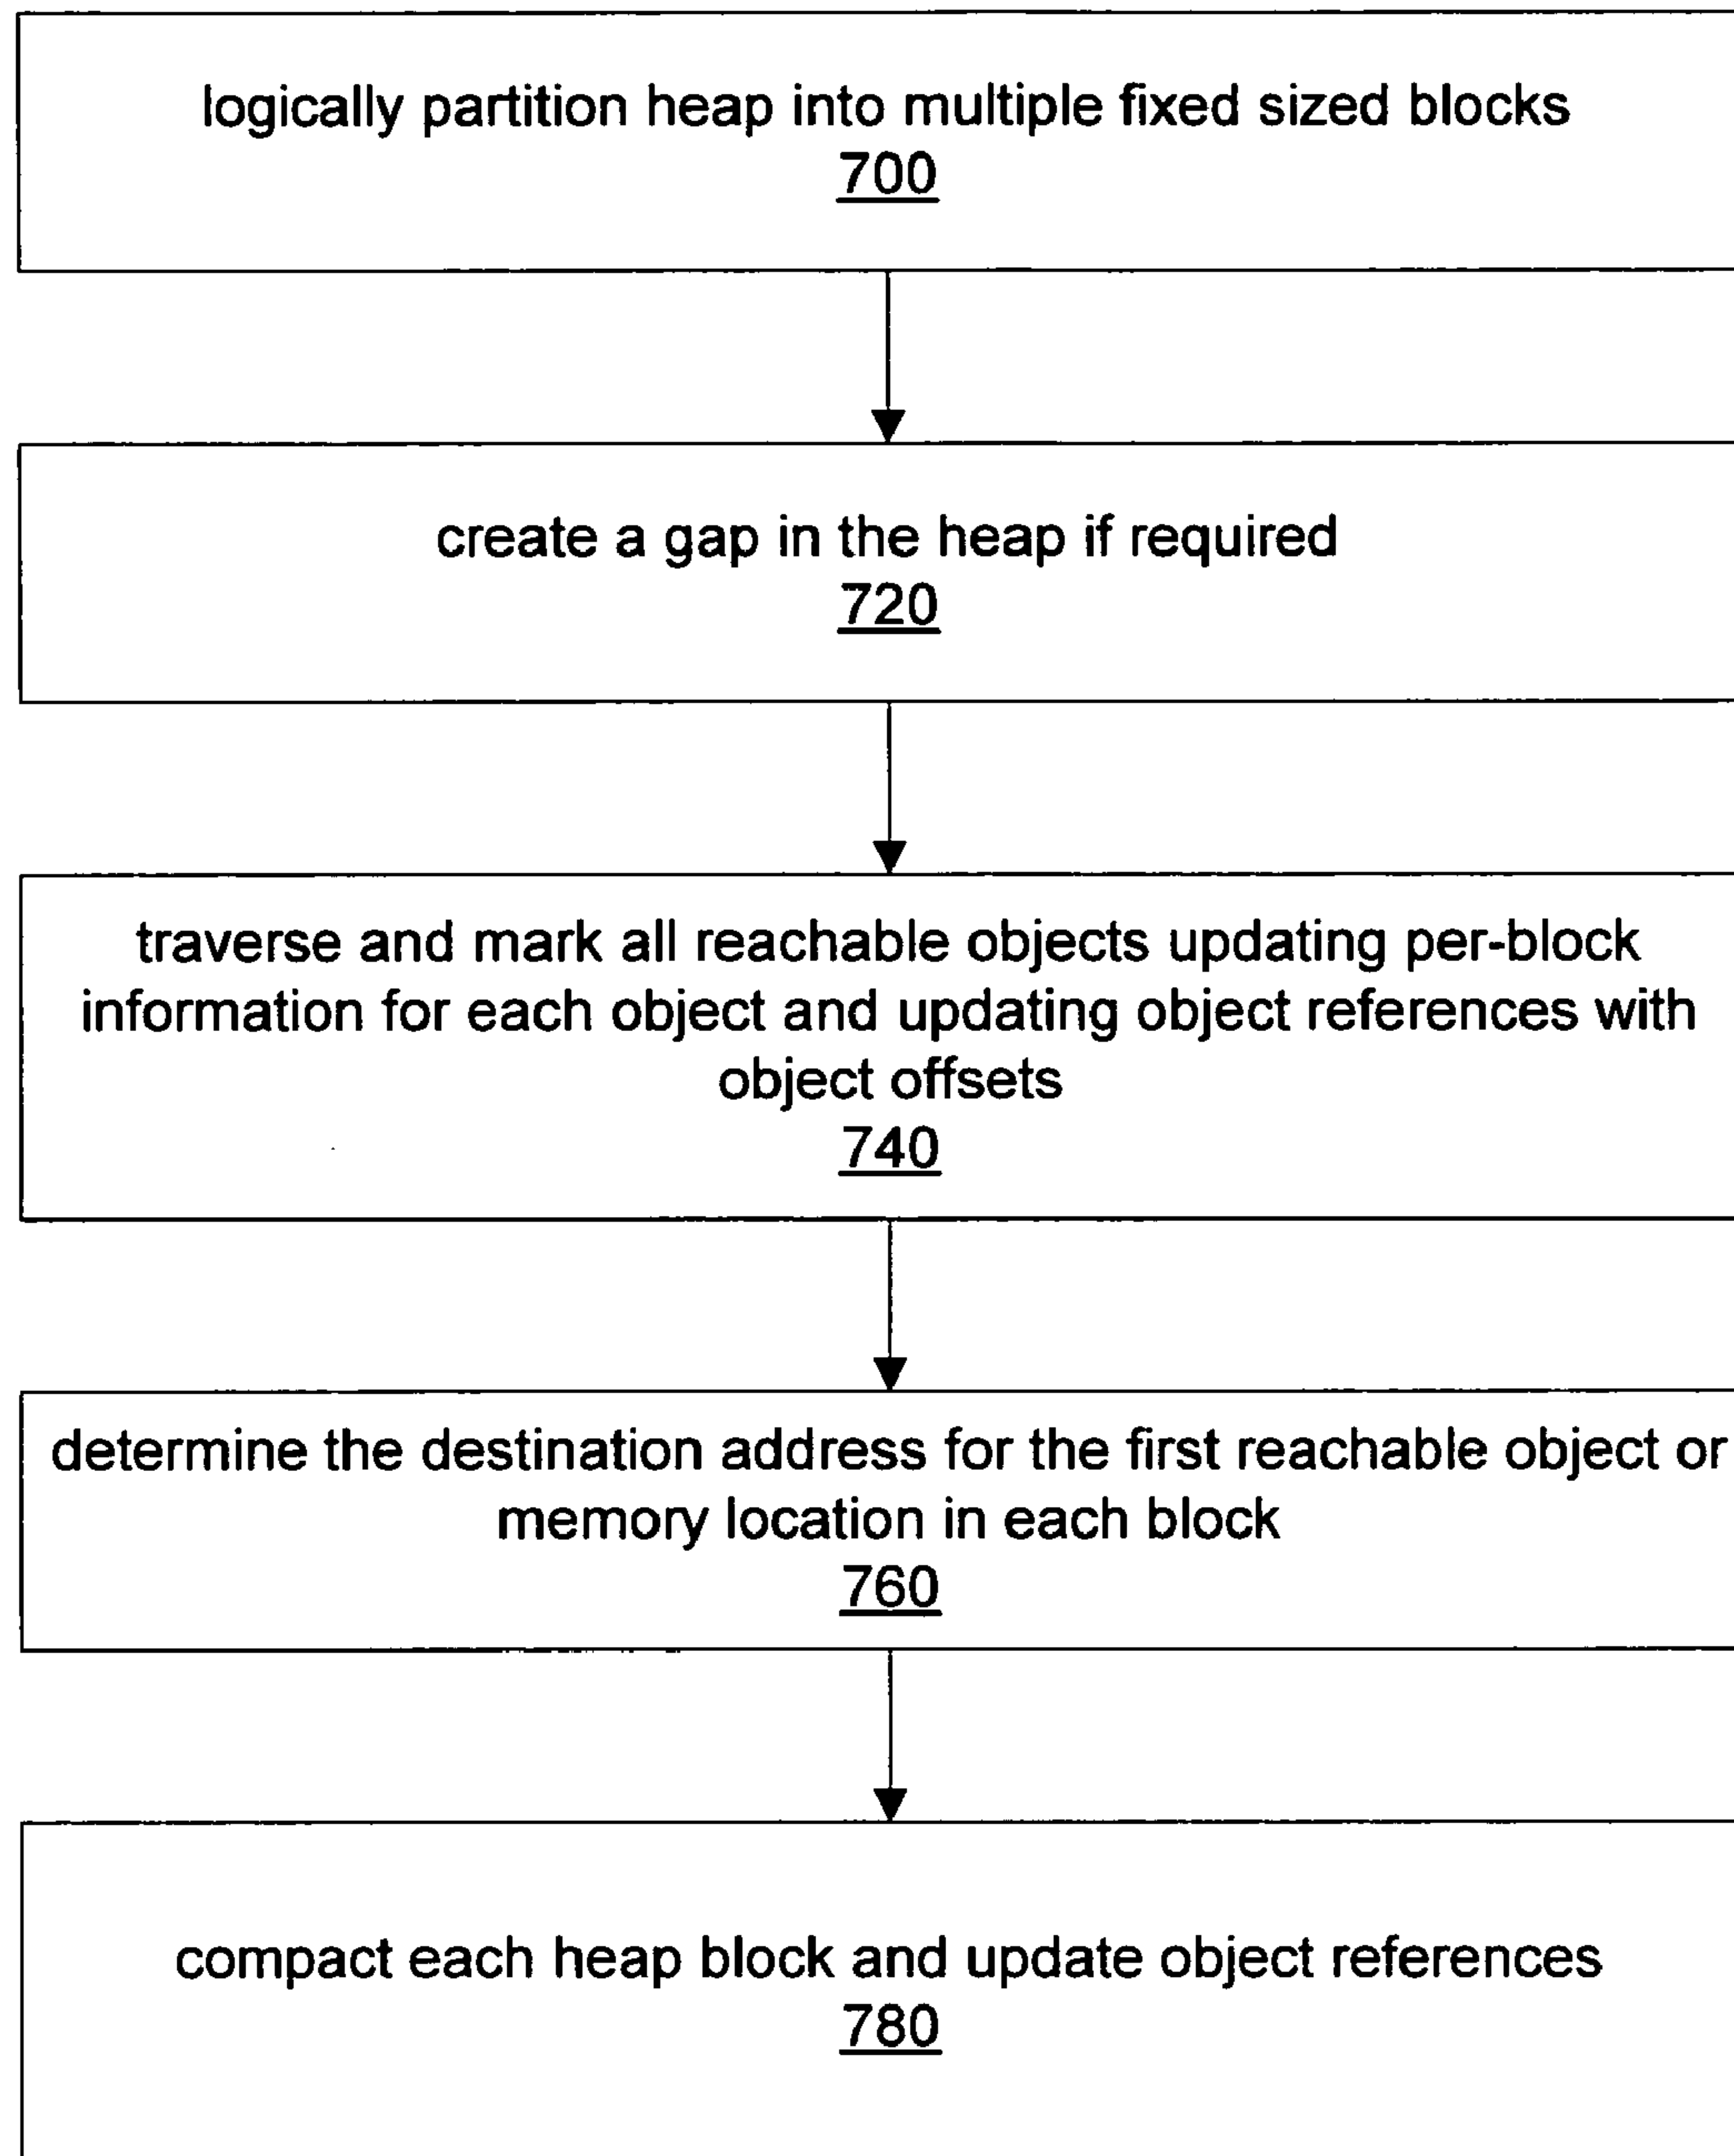 logically partition heap into multiple fixed sized blocks
700
create a gap in the heap if required
720
traverse and mark all reachable objects updating per-block
information for each object and updating object references with
object offsets
740
determine the destination address for the first reachable object or
memory location in each block
760
compact each heap block and update object references
780